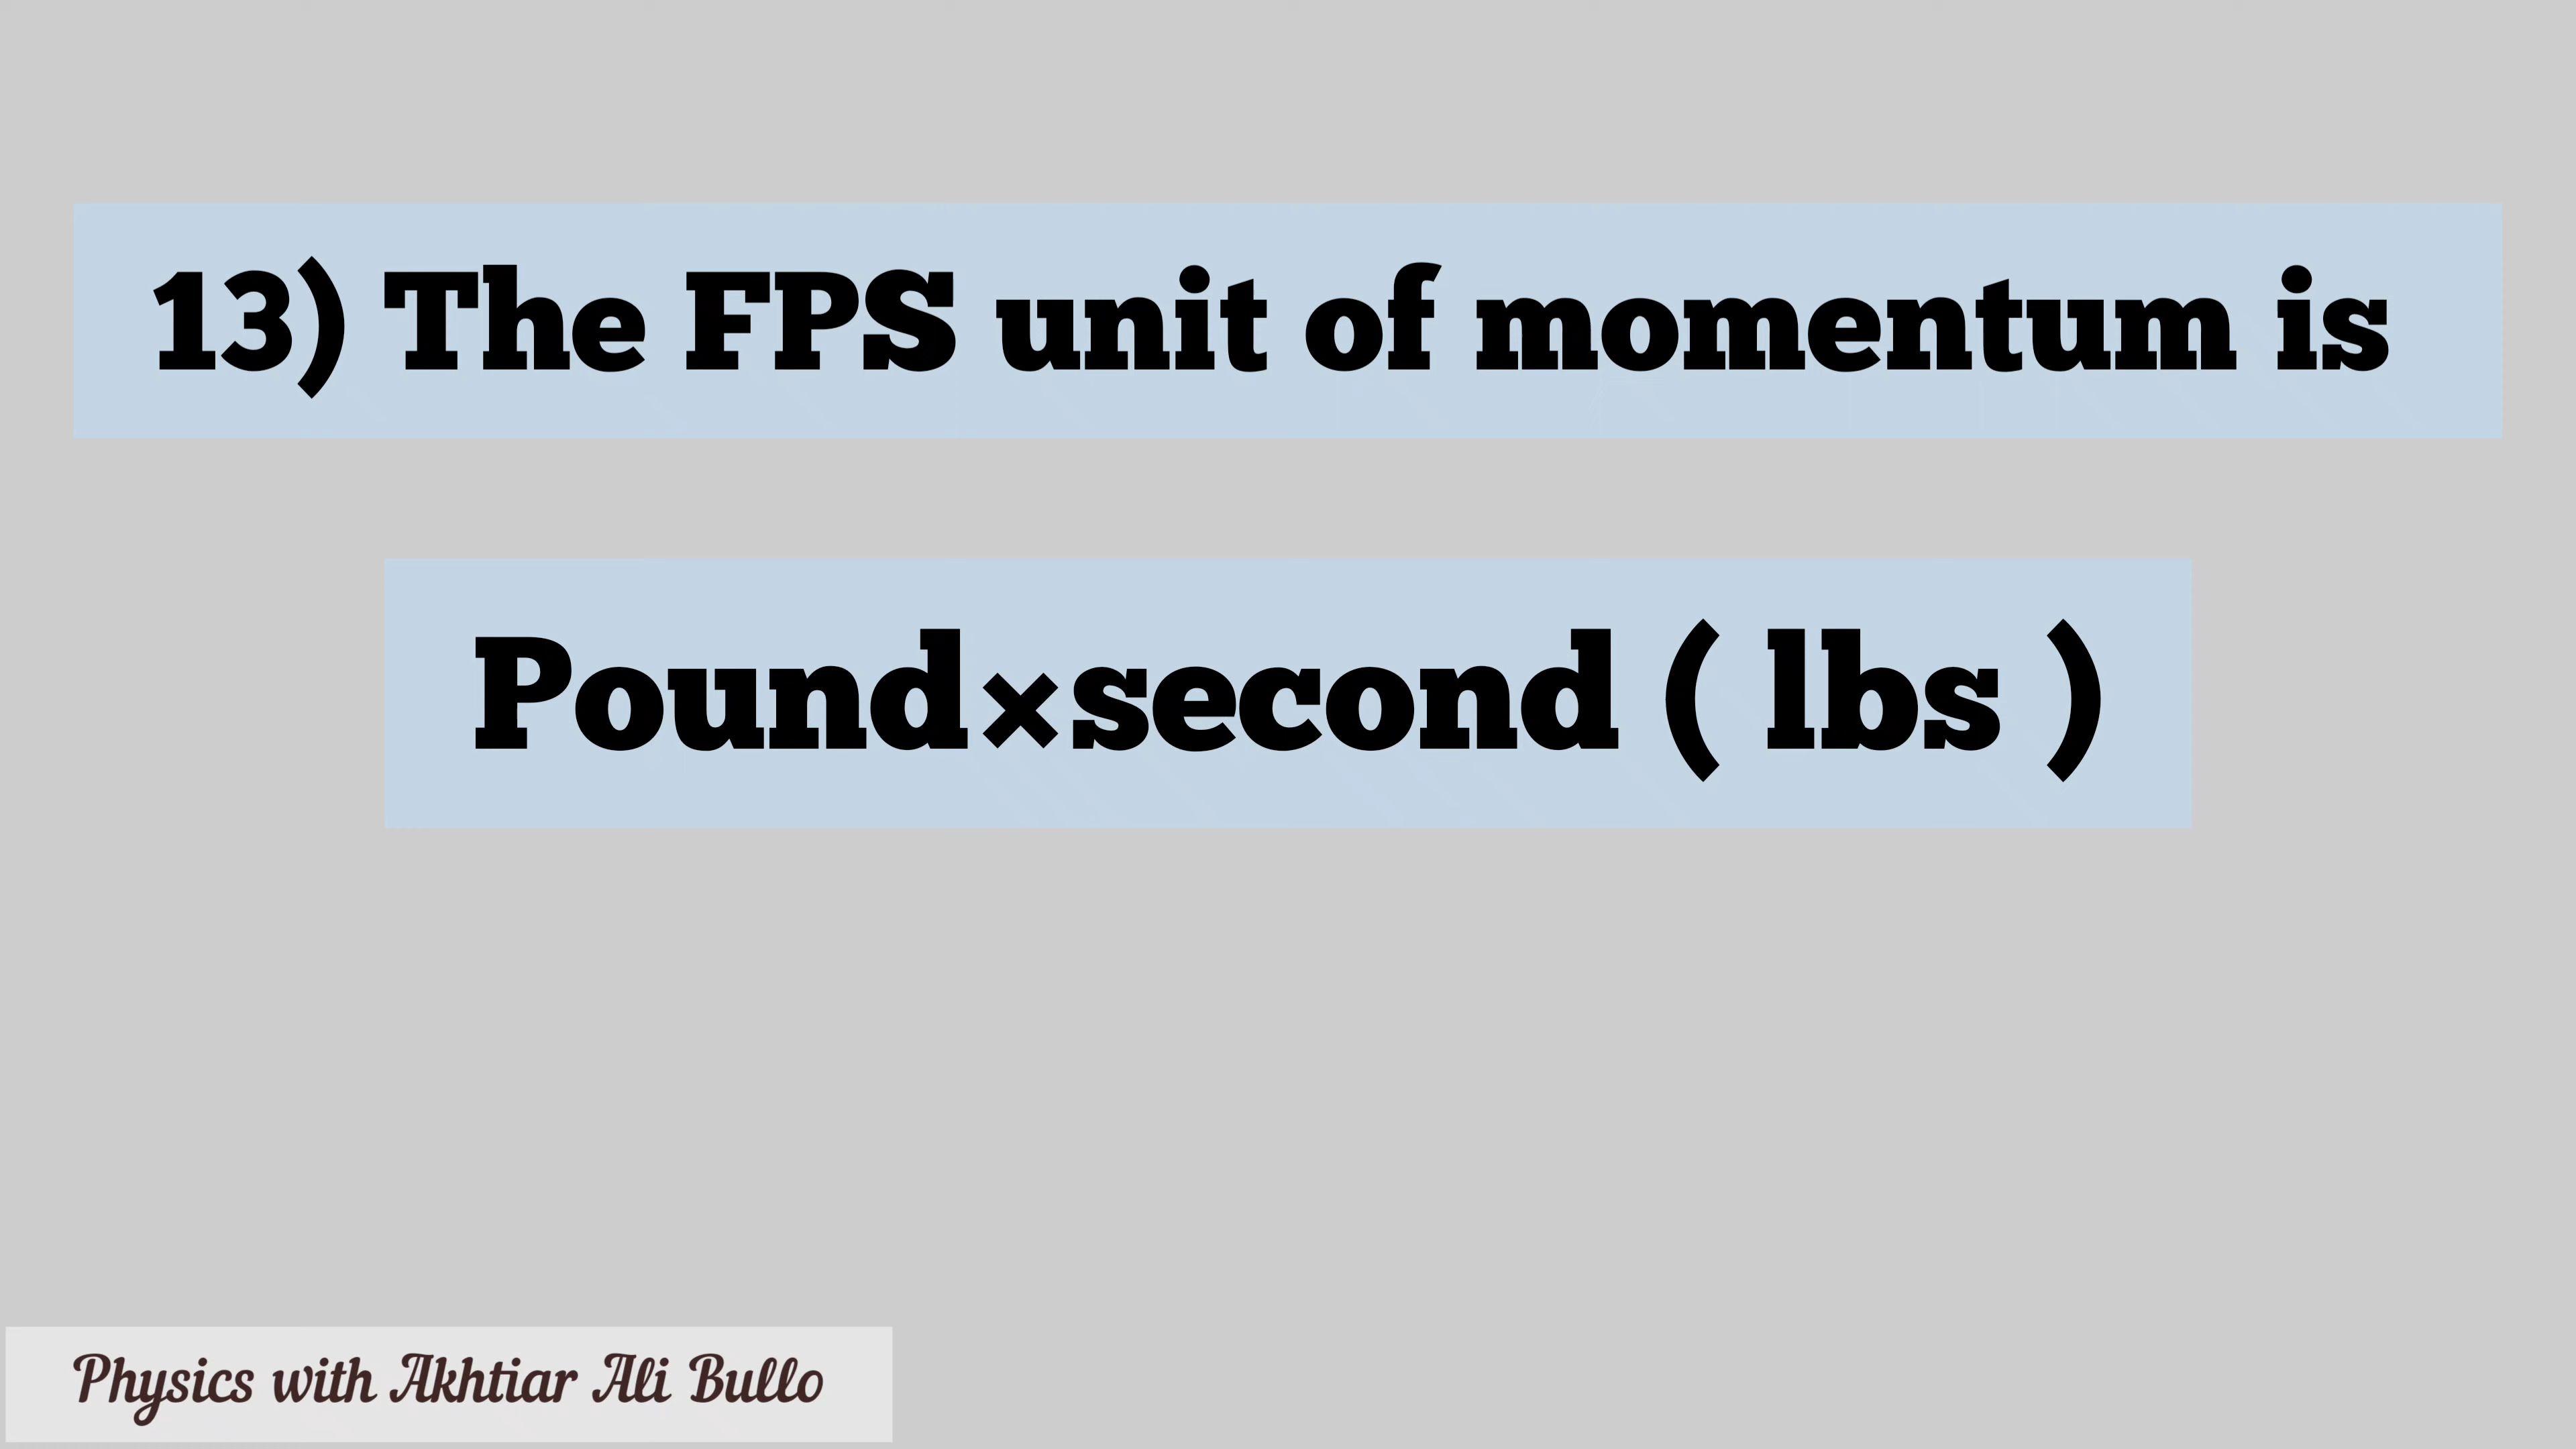 13) The FPS unit of momentum is
Pound×second ( lbs )
Physics with Akhtiar Ali Bullo